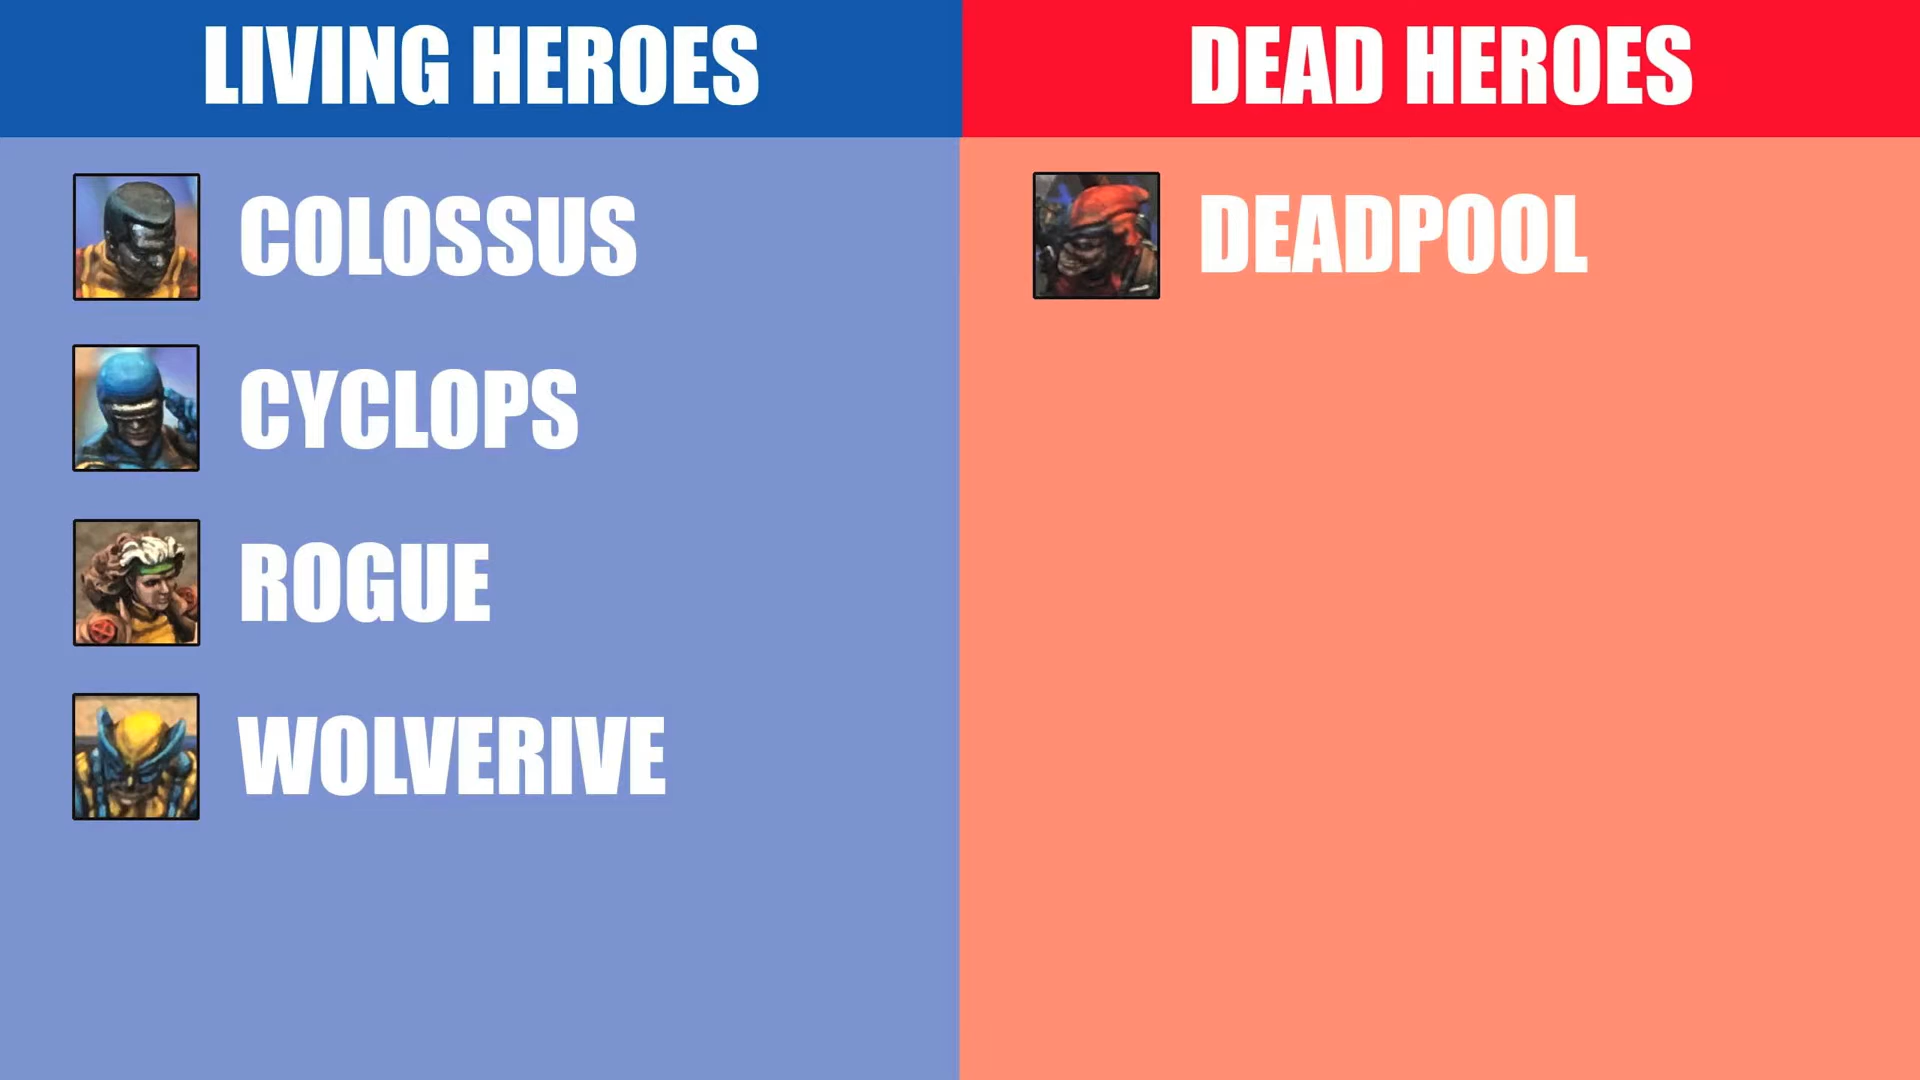 LIVING HEROES
DEAD HEROES
COLOSSUS
DEADPOOL
CYCLOPS
ROGUE
WOLVERIVE